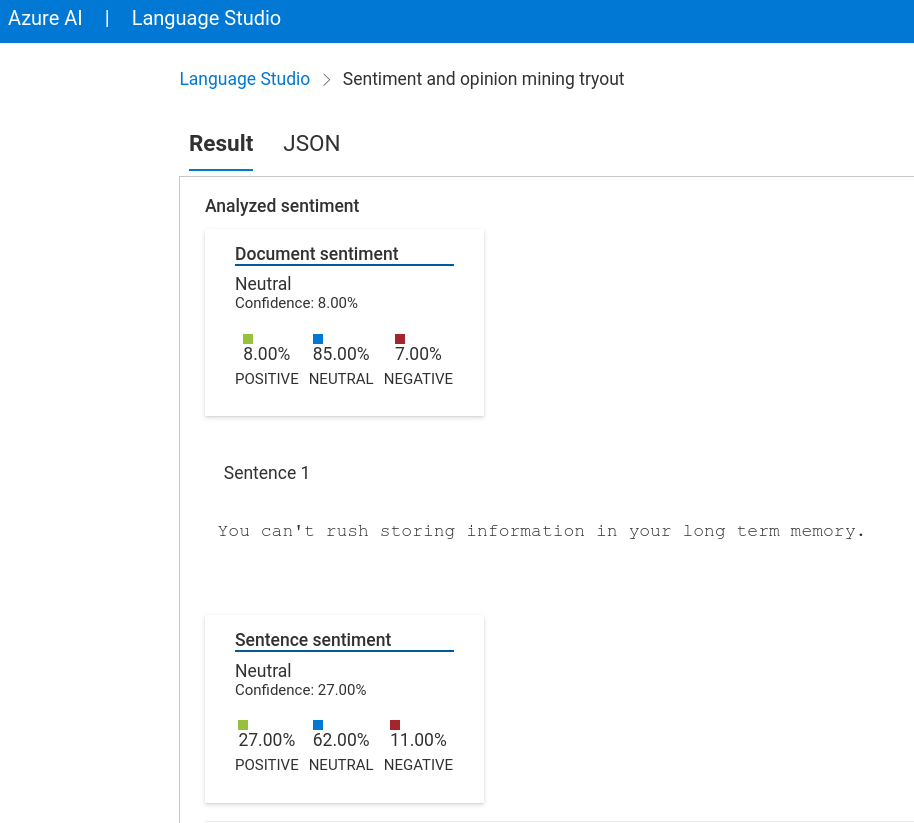 Azure AI | Language Studio
Language Studio > Sentiment and opinion mining tryout
Result JSON
Analyzed sentiment
Document sentiment
Neutral
Confidence: 8.00%
8.00% 85.00% 7.00%
POSITIVE NEUTRAL NEGATIVE
Sentence 1
You can't rush storing information in your long term memory.
Sentence sentiment
Neutral
Confidence: 27.00%
27.00% 62.00% 11.00%
POSITIVE NEUTRAL NEGATIVE